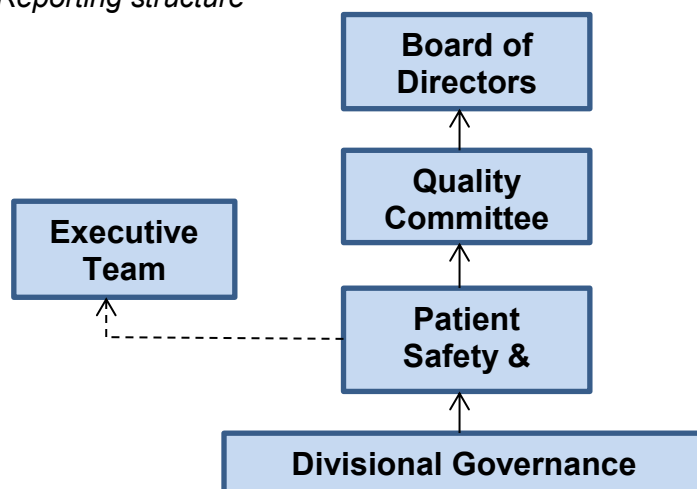 Reporting structure
Board of
Directors
Quality
Committee
Executive
Team
Patient
Safety &
Divisional Governance